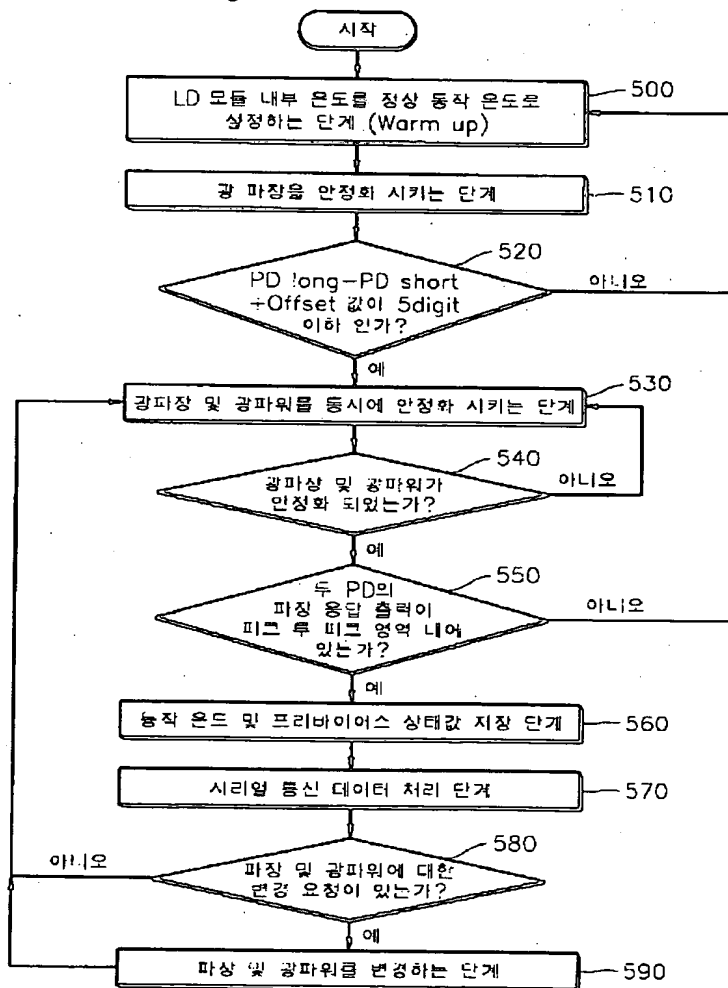 시작
LD 모듈 내부 온도를 정상 동작 온도로
설정하는 단계 (Warm up)
500
광 파장을 안정화 시키는 단계
510
520
PD long-PD short
+Offset 값이 5digit
이하 인가?
아니오
예
530
광파장 및 광파워를 동시에 안정화 시키는 단계
540
광파장 및 광파워가
안정화 되었는가?
아니오
예
550
두 PD의
파장 응답 출력이
피크 투 피크 영역 내에
있는가?
아니오
예
동작 온도 및 프리바이어스 상태값 저장 단계
560
시리얼 통신 데이터 처리 단계
570
580
아니오
파장 및 광파워에 대한
변경 요청이 있는가?
예
파장 및 광파워를 변경하는 단계
590